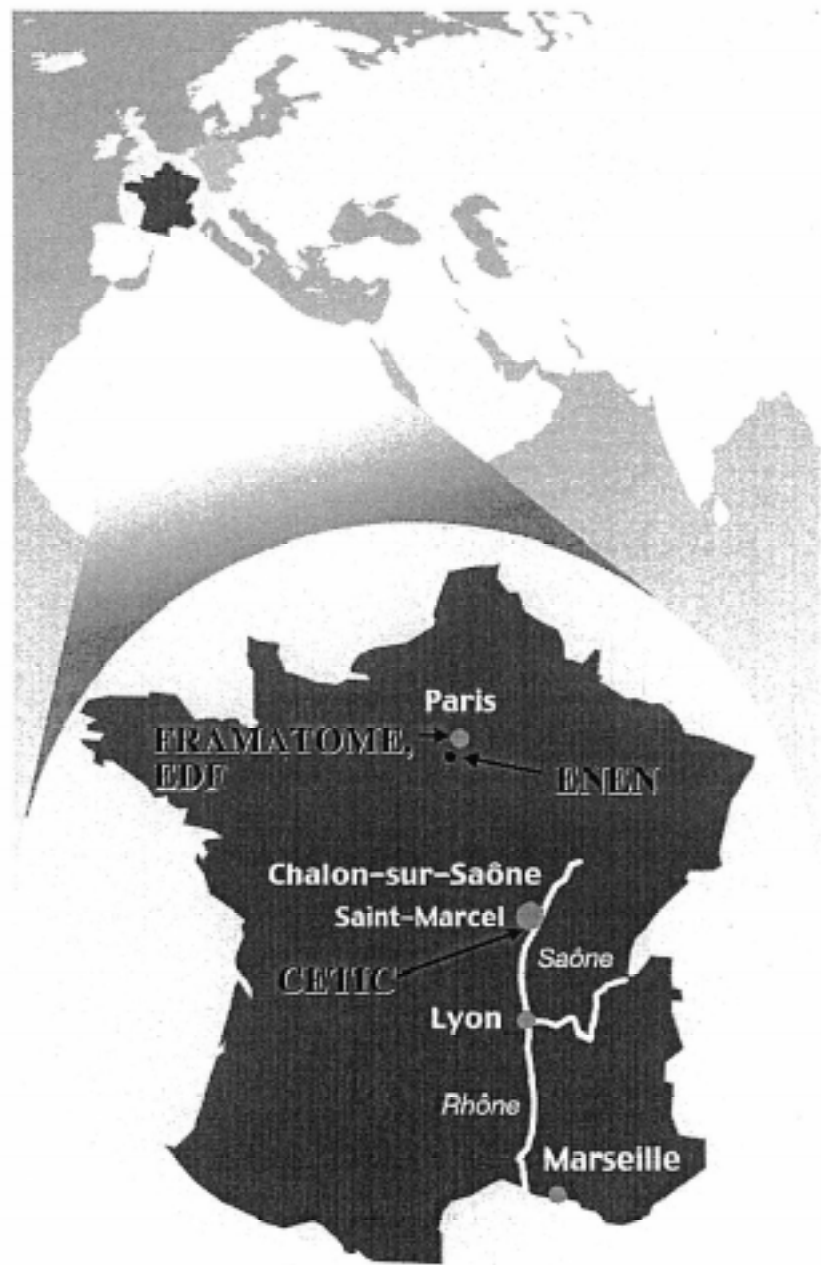 Paris
FRAMATOME,
EDF
ENEN
Chalon-sur-Saône
Saint-Marcel
Saône
CETIC
Lyon
Rhône
Marseille